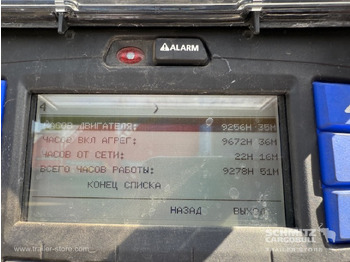 ALARM
ЧАСОВ ДВИГАТЕЛЯ: 9256H 35M
ЧАСОВ ВКЛ АГРЕГ: 9672H 36M
ЧАСОВ ОТ СЕТИ: 22H 16M
ВСЕГО ЧАСОВ РАБОТЫ: 9278H 51M
КОНЕЦ СПИСКА
НАЗАД ВЫХОД
SCHMITZ
CARGOBULL
www.trailer-store.com